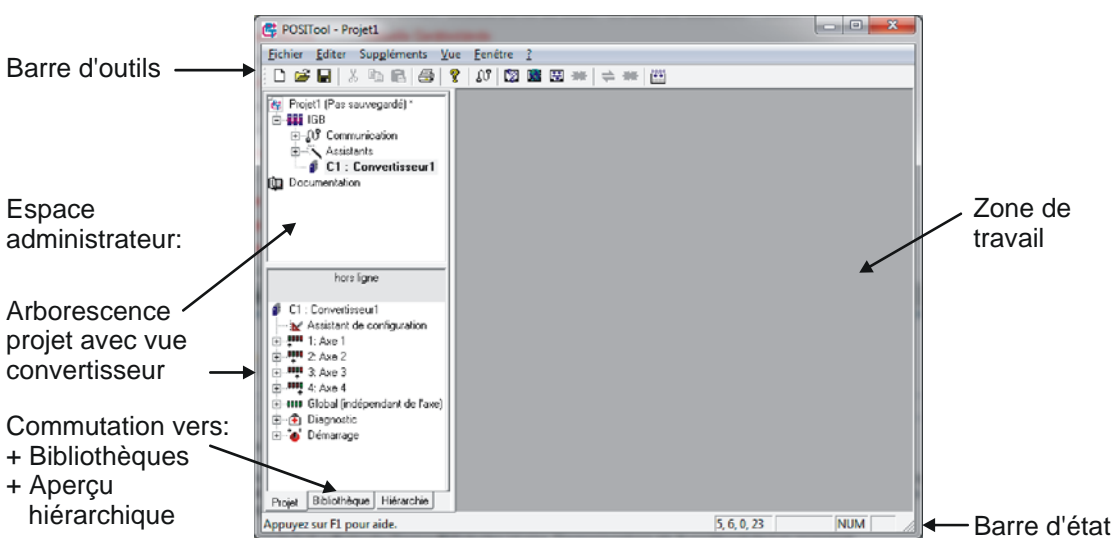 POSITool - Projet1
Fichier Editer Suppléments Vue Fenêtre ?
Barre d'outils
Projet1 (Pas sauvegardé) *
IGB
Communication
Assistants
C1 : Convertisseur1
Documentation
Espace
administrateur:
Zone de
travail
hors ligne
Arborescence
projet avec vue
convertisseur
C1 : Convertisseur1
Assistant de configuration
1: Axe 1
2: Axe 2
3: Axe 3
4: Axe 4
Global (indépendant de l'axe)
Diagnostic
Démarrage
Commutation vers:
+ Bibliothèques
+ Aperçu
hiérarchique
Projet Bibliothèque Hiérarchie
Appuyez sur F1 pour aide. 5, 6, 0, 23 NUM
Barre d'état